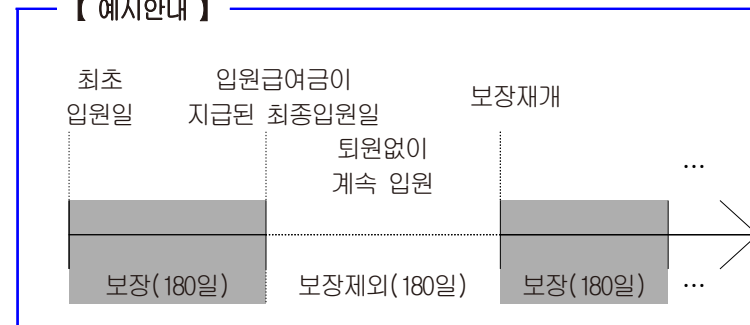 【 예시안내 】
최초
입원일
입원급여금이
지급된 최종입원일
보장재개
퇴원없이
계속 입원
…
보장(180일)
보장제외(180일)
보장(180일)
…